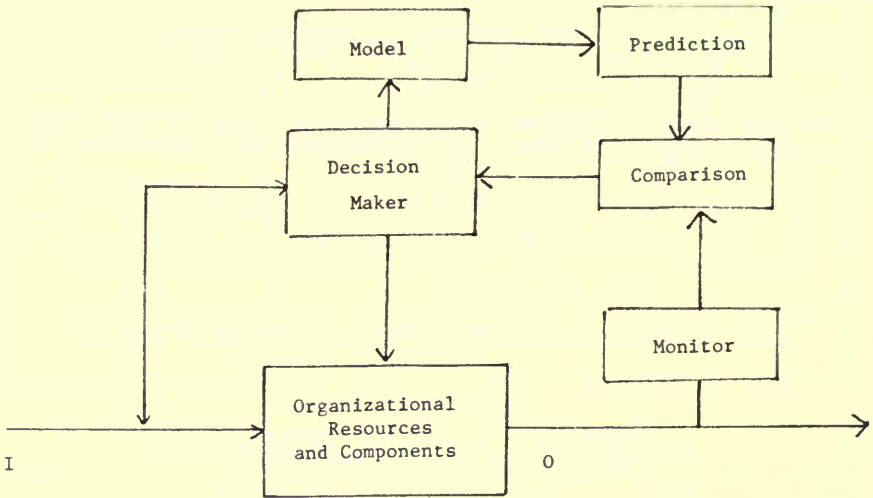 Model
Prediction
Decision
Maker
Comparison
Monitor
Organizational
Resources
and Components
I
O